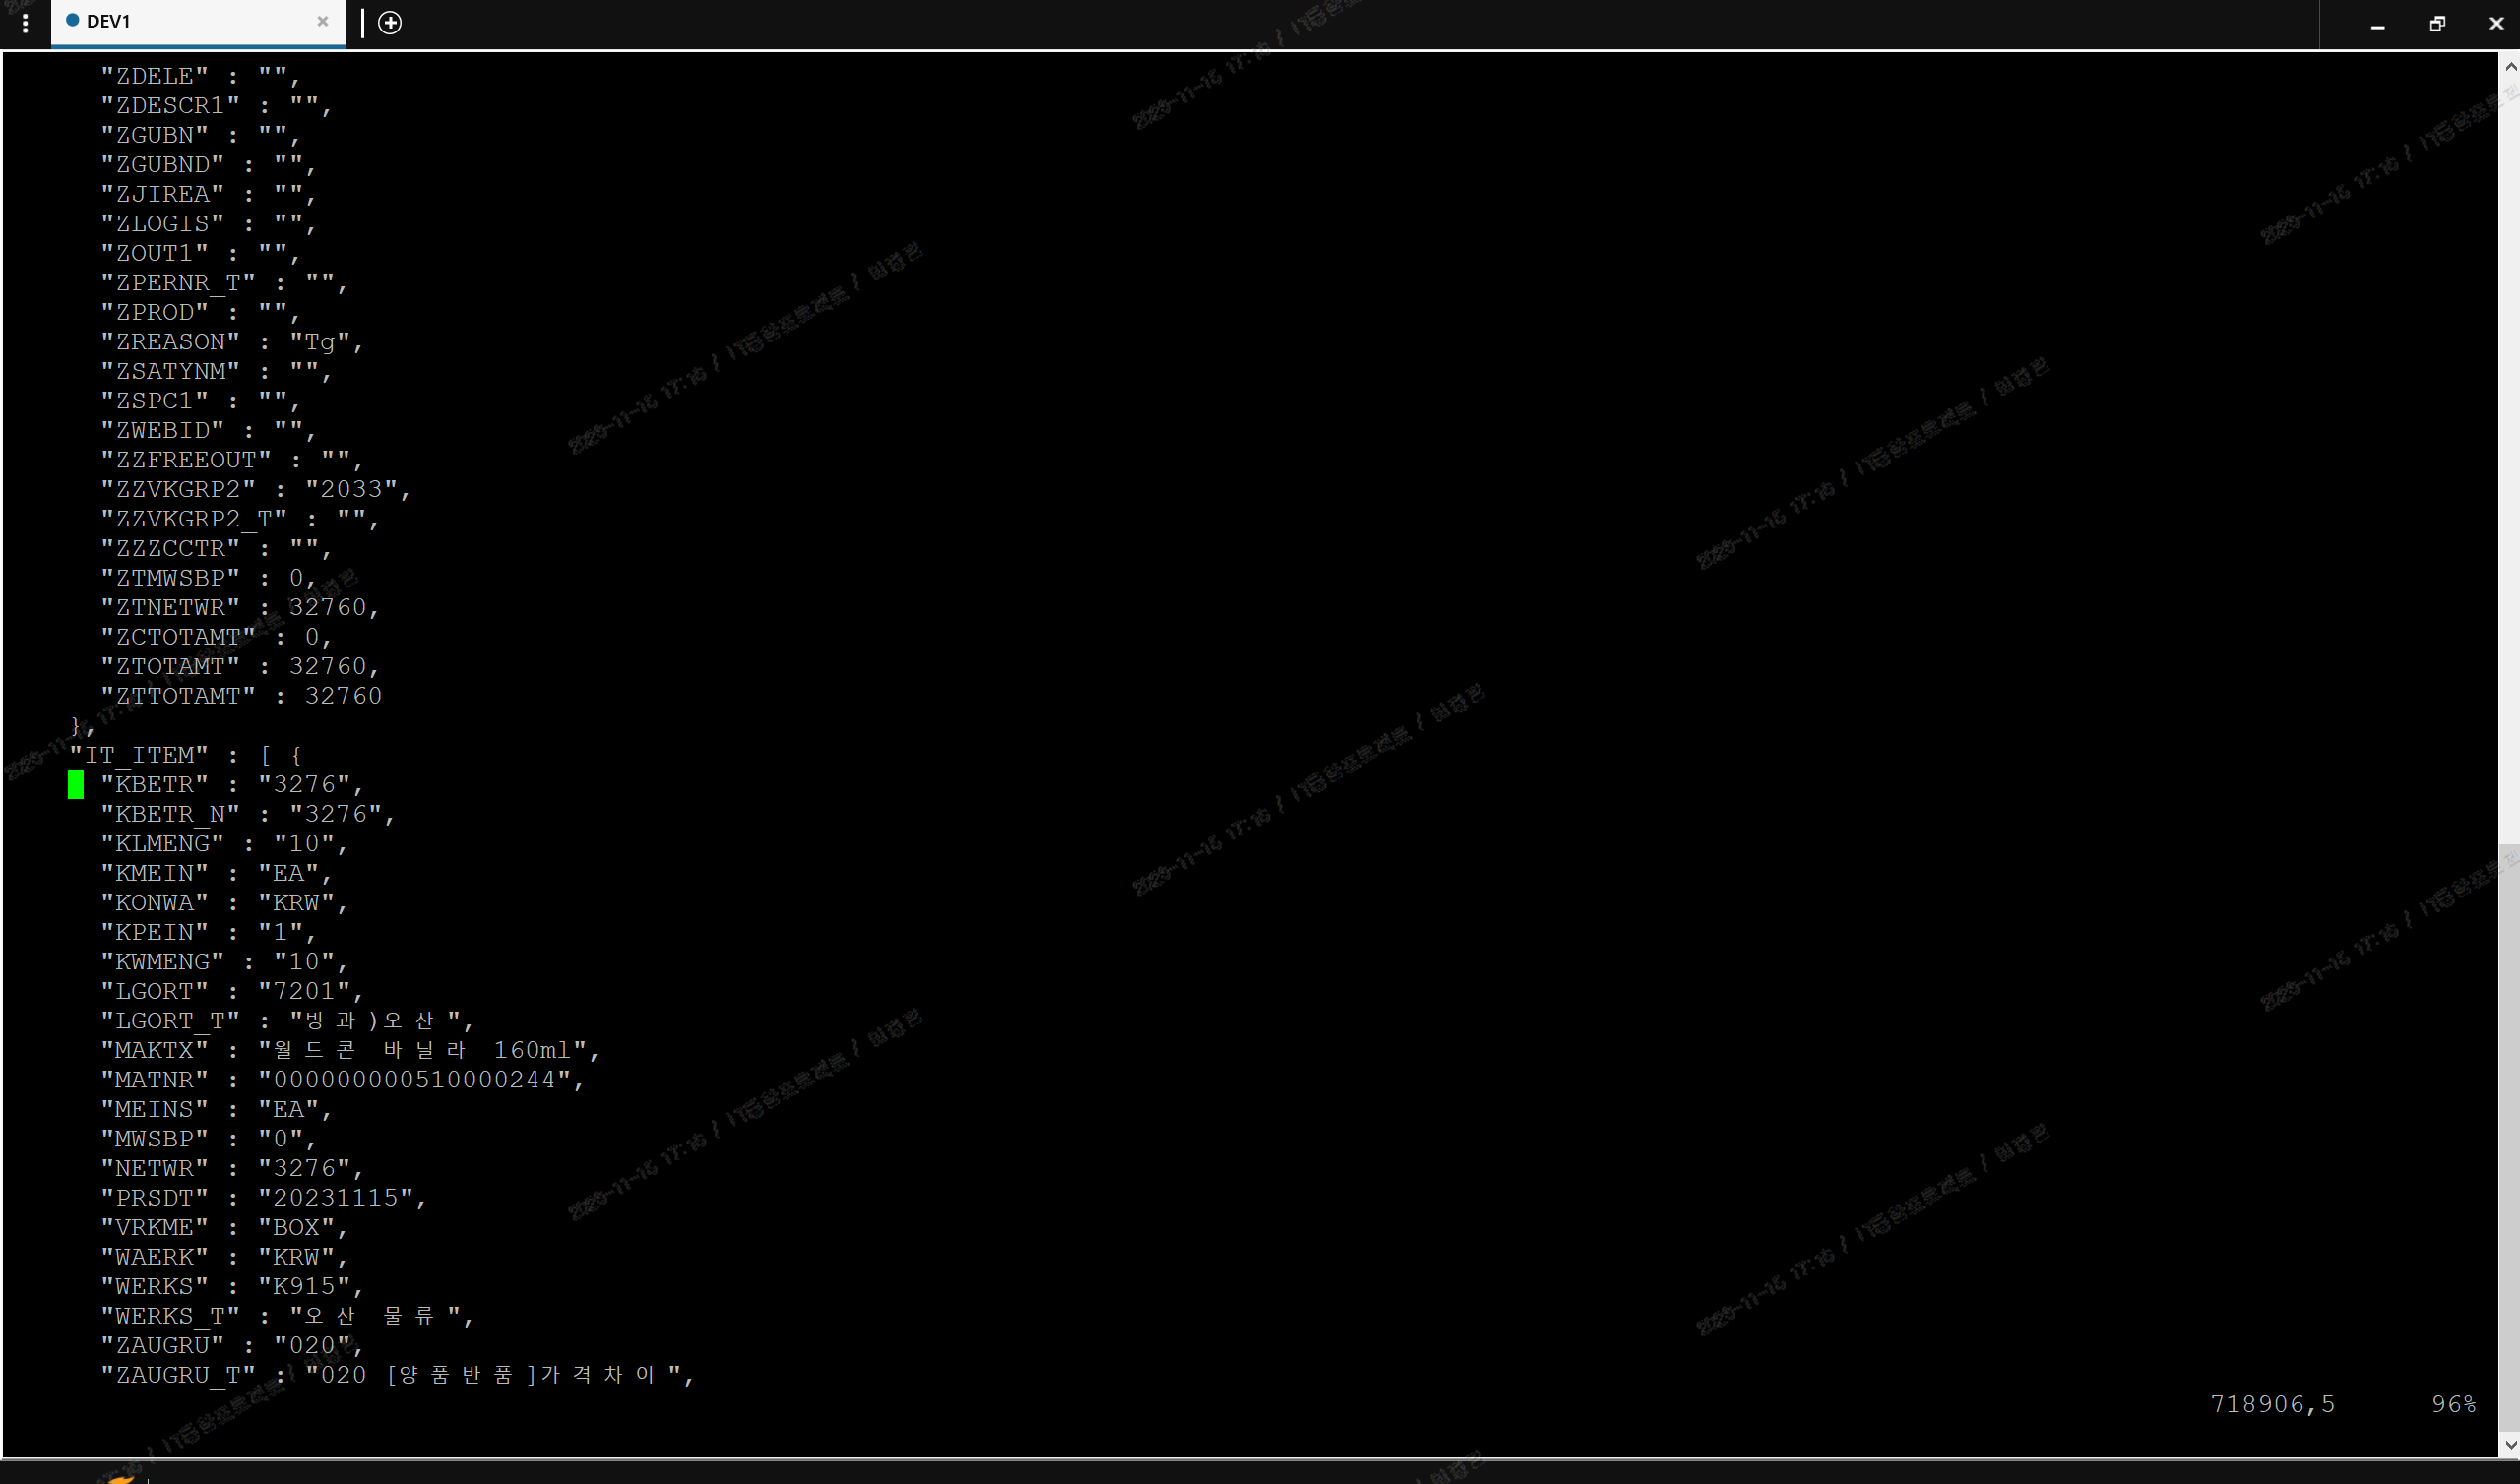 DEV1
"ZDELE" : "",
"ZDESCR1" : "",
"ZGUBN" : "",
"ZGUBND" : "",
"ZJIREA" : "",
"ZLOGIS" : "",
"ZOUT1" : "",
"ZPERNR_T" : "",
"ZPROD" : "",
"ZREASON" : "Tg",
"ZSATYNM" : "",
"ZSPC1" : "",
"ZWEBID" : "",
"ZZFREEOUT" : "",
"ZZVKGRP2" : "2033",
"ZZVKGRP2_T" : "",
"ZZZCCTR" : "",
"ZTMWSBP" : 0,
"ZTNETWR" : 32760,
"ZCTOTAMT" : 0,
"ZTOTAMT" : 32760,
"ZTTOTAMT" : 32760
},
"IT_ITEM" : [ {
"KBETR" : "3276",
"KBETR_N" : "3276",
"KLMENG" : "10",
"KMEIN" : "EA",
"KONWA" : "KRW",
"KPEIN" : "1",
"KWMENG" : "10",
"LGORT" : "7201",
"LGORT_T" : "빙과)오산",
"MAKTX" : "월드콘 바닐라 160ml",
"MATNR" : "000000000510000244",
"MEINS" : "EA",
"MWSBP" : "0",
"NETWR" : "3276",
"PRSDT" : "20231115",
"VRKME" : "BOX",
"WAERK" : "KRW",
"WERKS" : "K915",
"WERKS_T" : "오산 물류",
"ZAUGRU" : "020",
"ZAUGRU_T" : "020 [양품반품]가격차이",
718906,5 96%